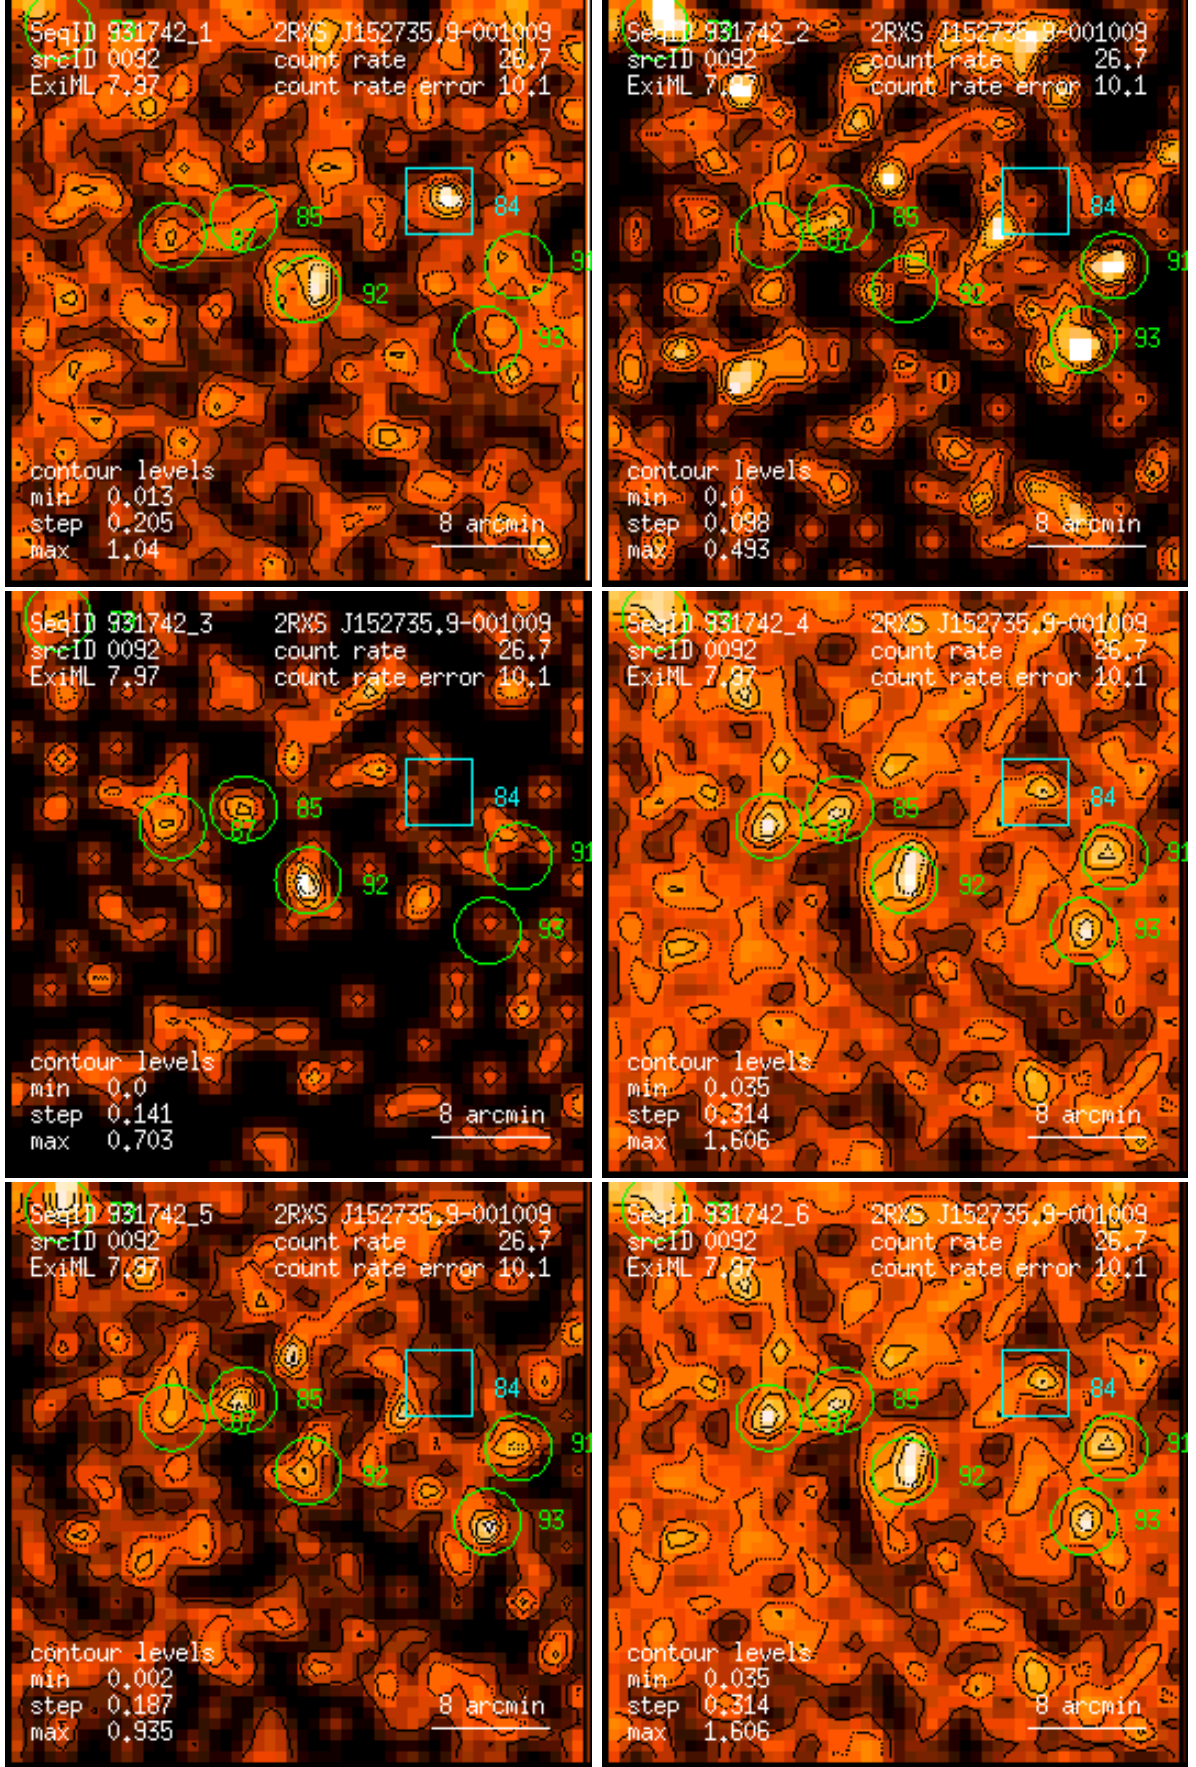 SeqID 931742_1 2RXS J152735.9-001009
srcID 0092 count rate 26.7
ExiML 7.97 count rate error 10.1
84
85
87
91
92
93
contour levels
min 0.013
step 0.205
max 1.04
8 arcmin
SeqID 931742_2 2RXS J152735.9-001009
srcID 0092 count rate 26.7
ExiML 7.97 count rate error 10.1
84
85
87
91
92
93
contour levels
min 0.0
step 0.098
max 0.493
8 arcmin
SeqID 931742_3 2RXS J152735.9-001009
srcID 0092 count rate 26.7
ExiML 7.97 count rate error 10.1
84
85
87
91
92
93
contour levels
min 0.0
step 0.141
max 0.703
8 arcmin
SeqID 931742_4 2RXS J152735.9-001009
srcID 0092 count rate 26.7
ExiML 7.97 count rate error 10.1
84
85
87
91
92
93
contour levels
min 0.035
step 0.314
max 1.606
8 arcmin
SeqID 931742_5 2RXS J152735.9-001009
srcID 0092 count rate 26.7
ExiML 7.97 count rate error 10.1
84
85
87
91
92
93
contour levels
min 0.002
step 0.187
max 0.935
8 arcmin
SeqID 931742_6 2RXS J152735.9-001009
srcID 0092 count rate 26.7
ExiML 7.97 count rate error 10.1
84
85
87
91
92
93
contour levels
min 0.035
step 0.314
max 1.606
8 arcmin